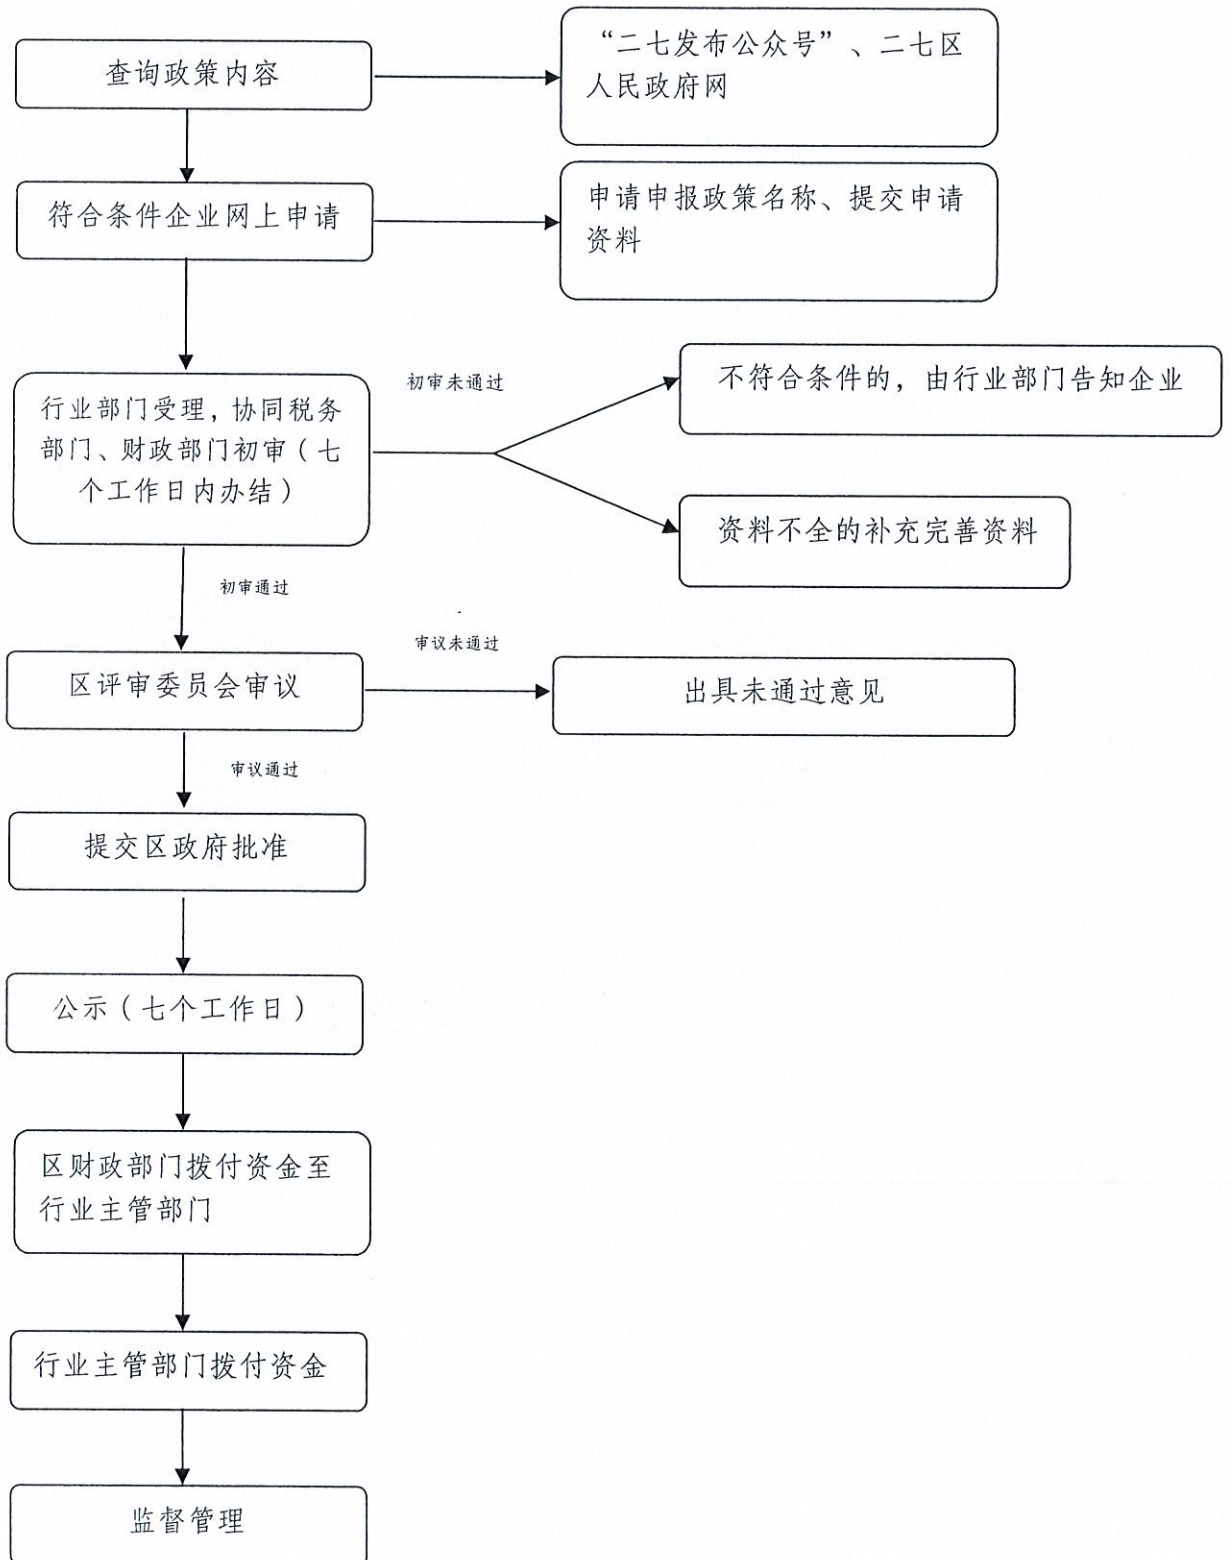 查询政策内容
“二七发布公众号”、二七区
人民政府网
符合条件企业网上申请
申请申报政策名称、提交申请
资料
行业部门受理，协同税务
部门、财政部门初审（七
个工作日内办结）
初审未通过
不符合条件的，由行业部门告知企业
资料不全的补充完善资料
初审通过
区评审委员会审议
审议未通过
出具未通过意见
审议通过
提交区政府批准
公示（七个工作日）
区财政部门拨付资金至
行业主管部门
行业主管部门拨付资金
监督管理